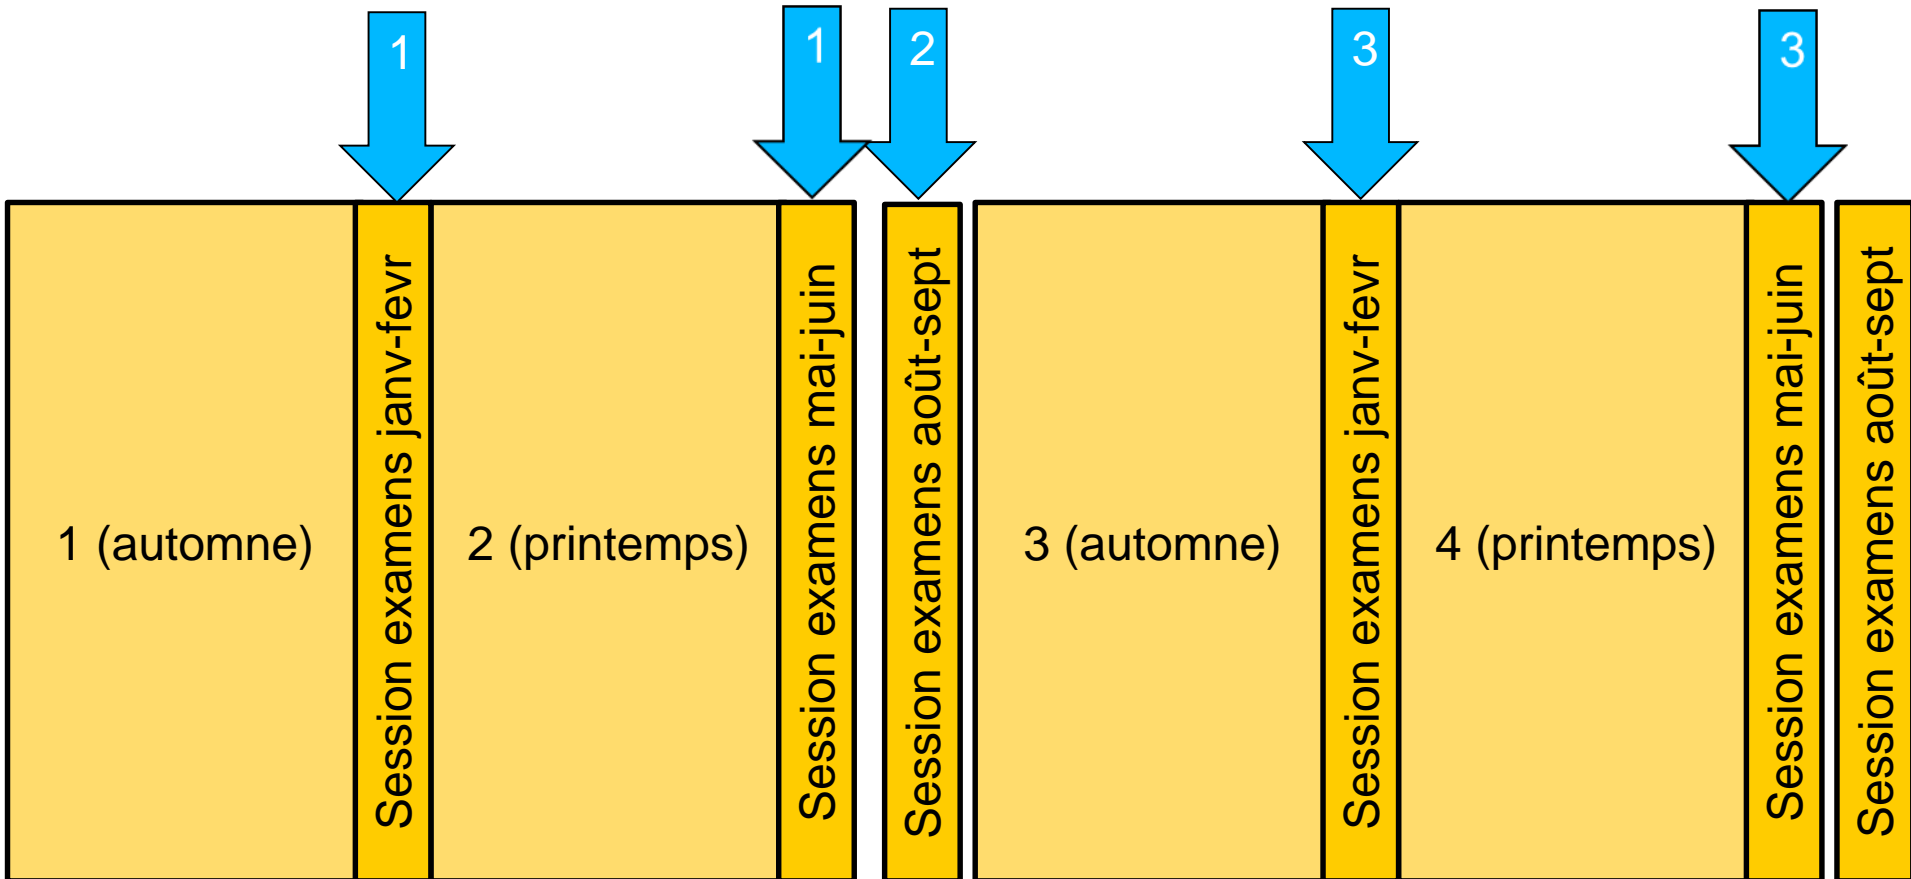 1
1
2
3
3
1 (automne)
Session examens janv-fevr
2 (printemps)
Session examens mai-juin
Session examens août-sept
3 (automne)
Session examens janv-fevr
4 (printemps)
Session examens mai-juin
Session examens août-sept